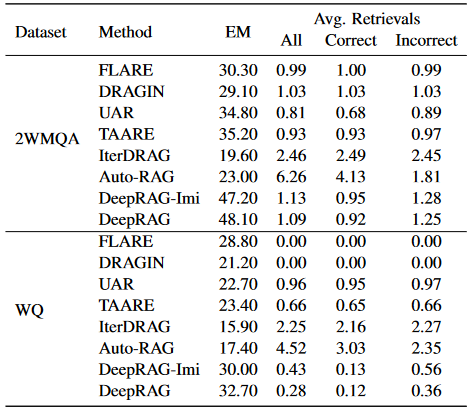 Dataset Method EM Avg. Retrievals
All Correct Incorrect
2WMQA
FLARE 30.30 0.99 1.00 0.99
DRAGIN 29.10 1.03 1.03 1.03
UAR 34.80 0.81 0.68 0.89
TAARE 35.20 0.93 0.93 0.97
IterDRAG 19.60 2.46 2.49 2.45
Auto-RAG 23.00 6.26 4.13 1.81
DeepRAG-Imi 47.20 1.13 0.95 1.28
DeepRAG 48.10 1.09 0.92 1.25
WQ
FLARE 28.80 0.00 0.00 0.00
DRAGIN 21.20 0.00 0.00 0.00
UAR 22.70 0.96 0.95 0.97
TAARE 23.40 0.66 0.65 0.66
IterDRAG 15.90 2.25 2.16 2.27
Auto-RAG 17.40 4.52 3.03 2.35
DeepRAG-Imi 30.00 0.43 0.13 0.56
DeepRAG 32.70 0.28 0.12 0.36